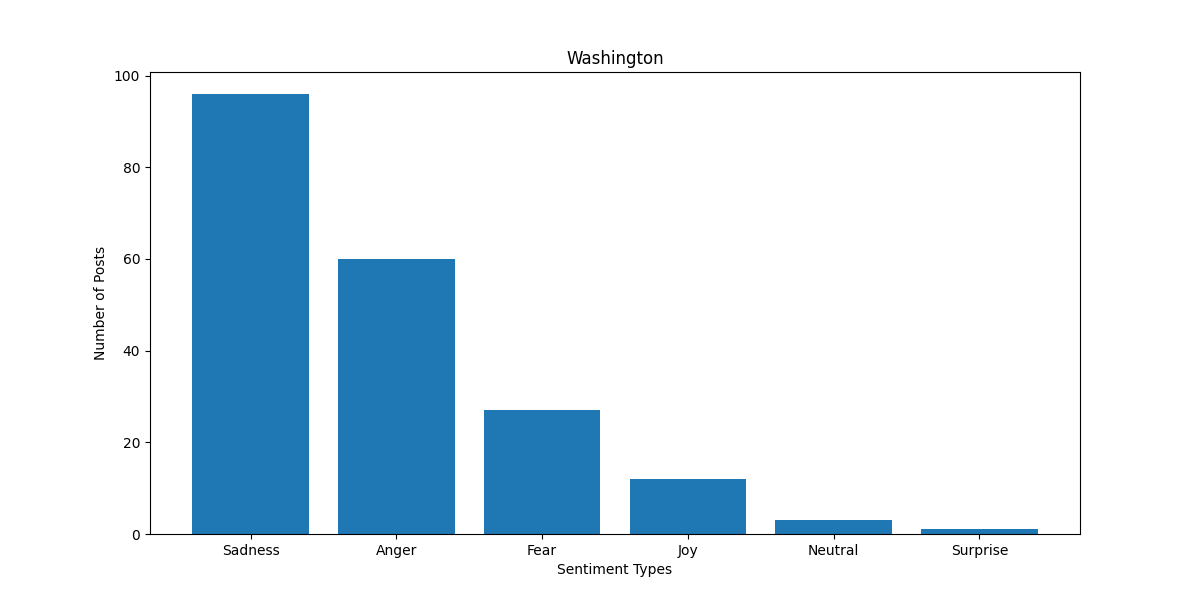 Washington
100
80
60
40
20
0
Number of Posts
Sadness Anger Fear Joy Neutral Surprise
Sentiment Types